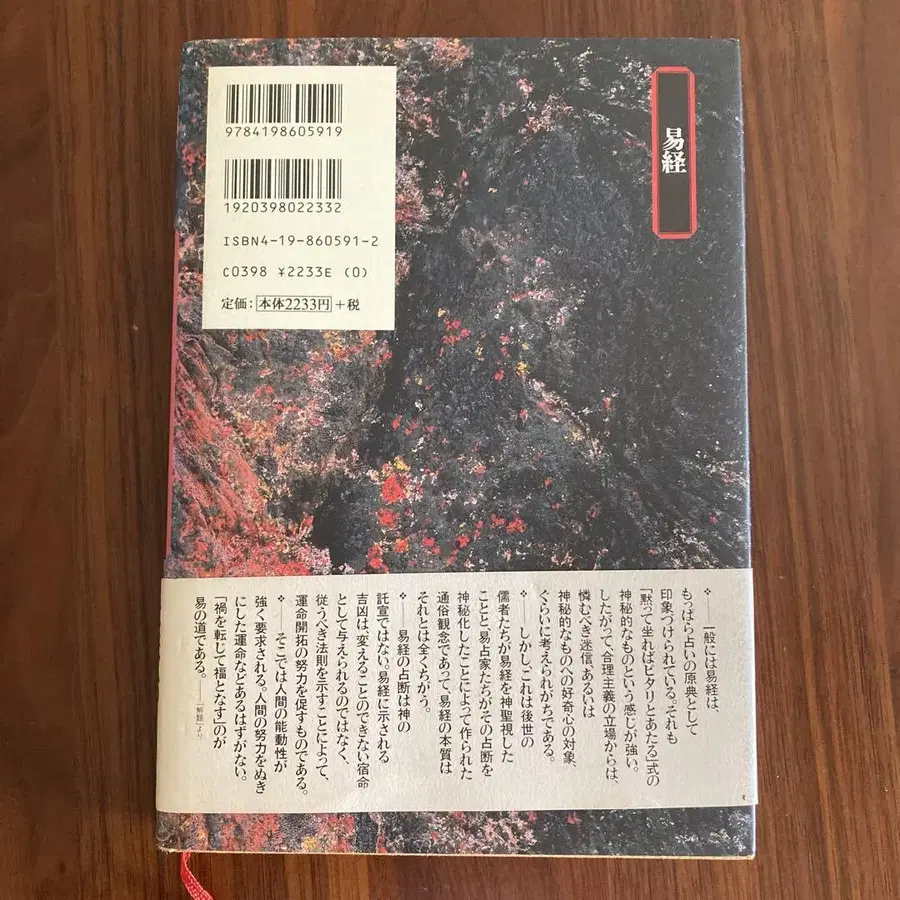 9784198605919
1920398022332
ISBN4-19-860591-2
C0398 ¥2233E (0)
定価：本体2233円＋税
易経
❖――一般には易経は、
もっぱら占いの原典として
印象づけられている。それも
「黙って坐ればピタリとあたる」式の
神秘的なものという感じが強い。
したがって、合理主義の立場からは、
憐むべき迷信、あるいは
神秘的なものへの好奇心の対象、
ぐらいに考えられがちである。
❖――しかし、これは後世の
儒者たちが易経を神聖視した
ことと、易占家たちがその占断を
神秘化したことによって作られた
通俗観念であって、易経の本質は
それとは全くちがう。
❖――易経の占断は神の
託宣ではない。易経に示される
吉凶は、変えることのできない宿命
として与えられるのではなく、
従うべき法則を示すことによって、
運命開拓の努力を促すものである。
❖――そこでは人間の能動性が
強く要求される。人間の努力をぬき
にした運命などあるはずがない。
「禍を転じて福となす」のが
易の道である。――「解題」より